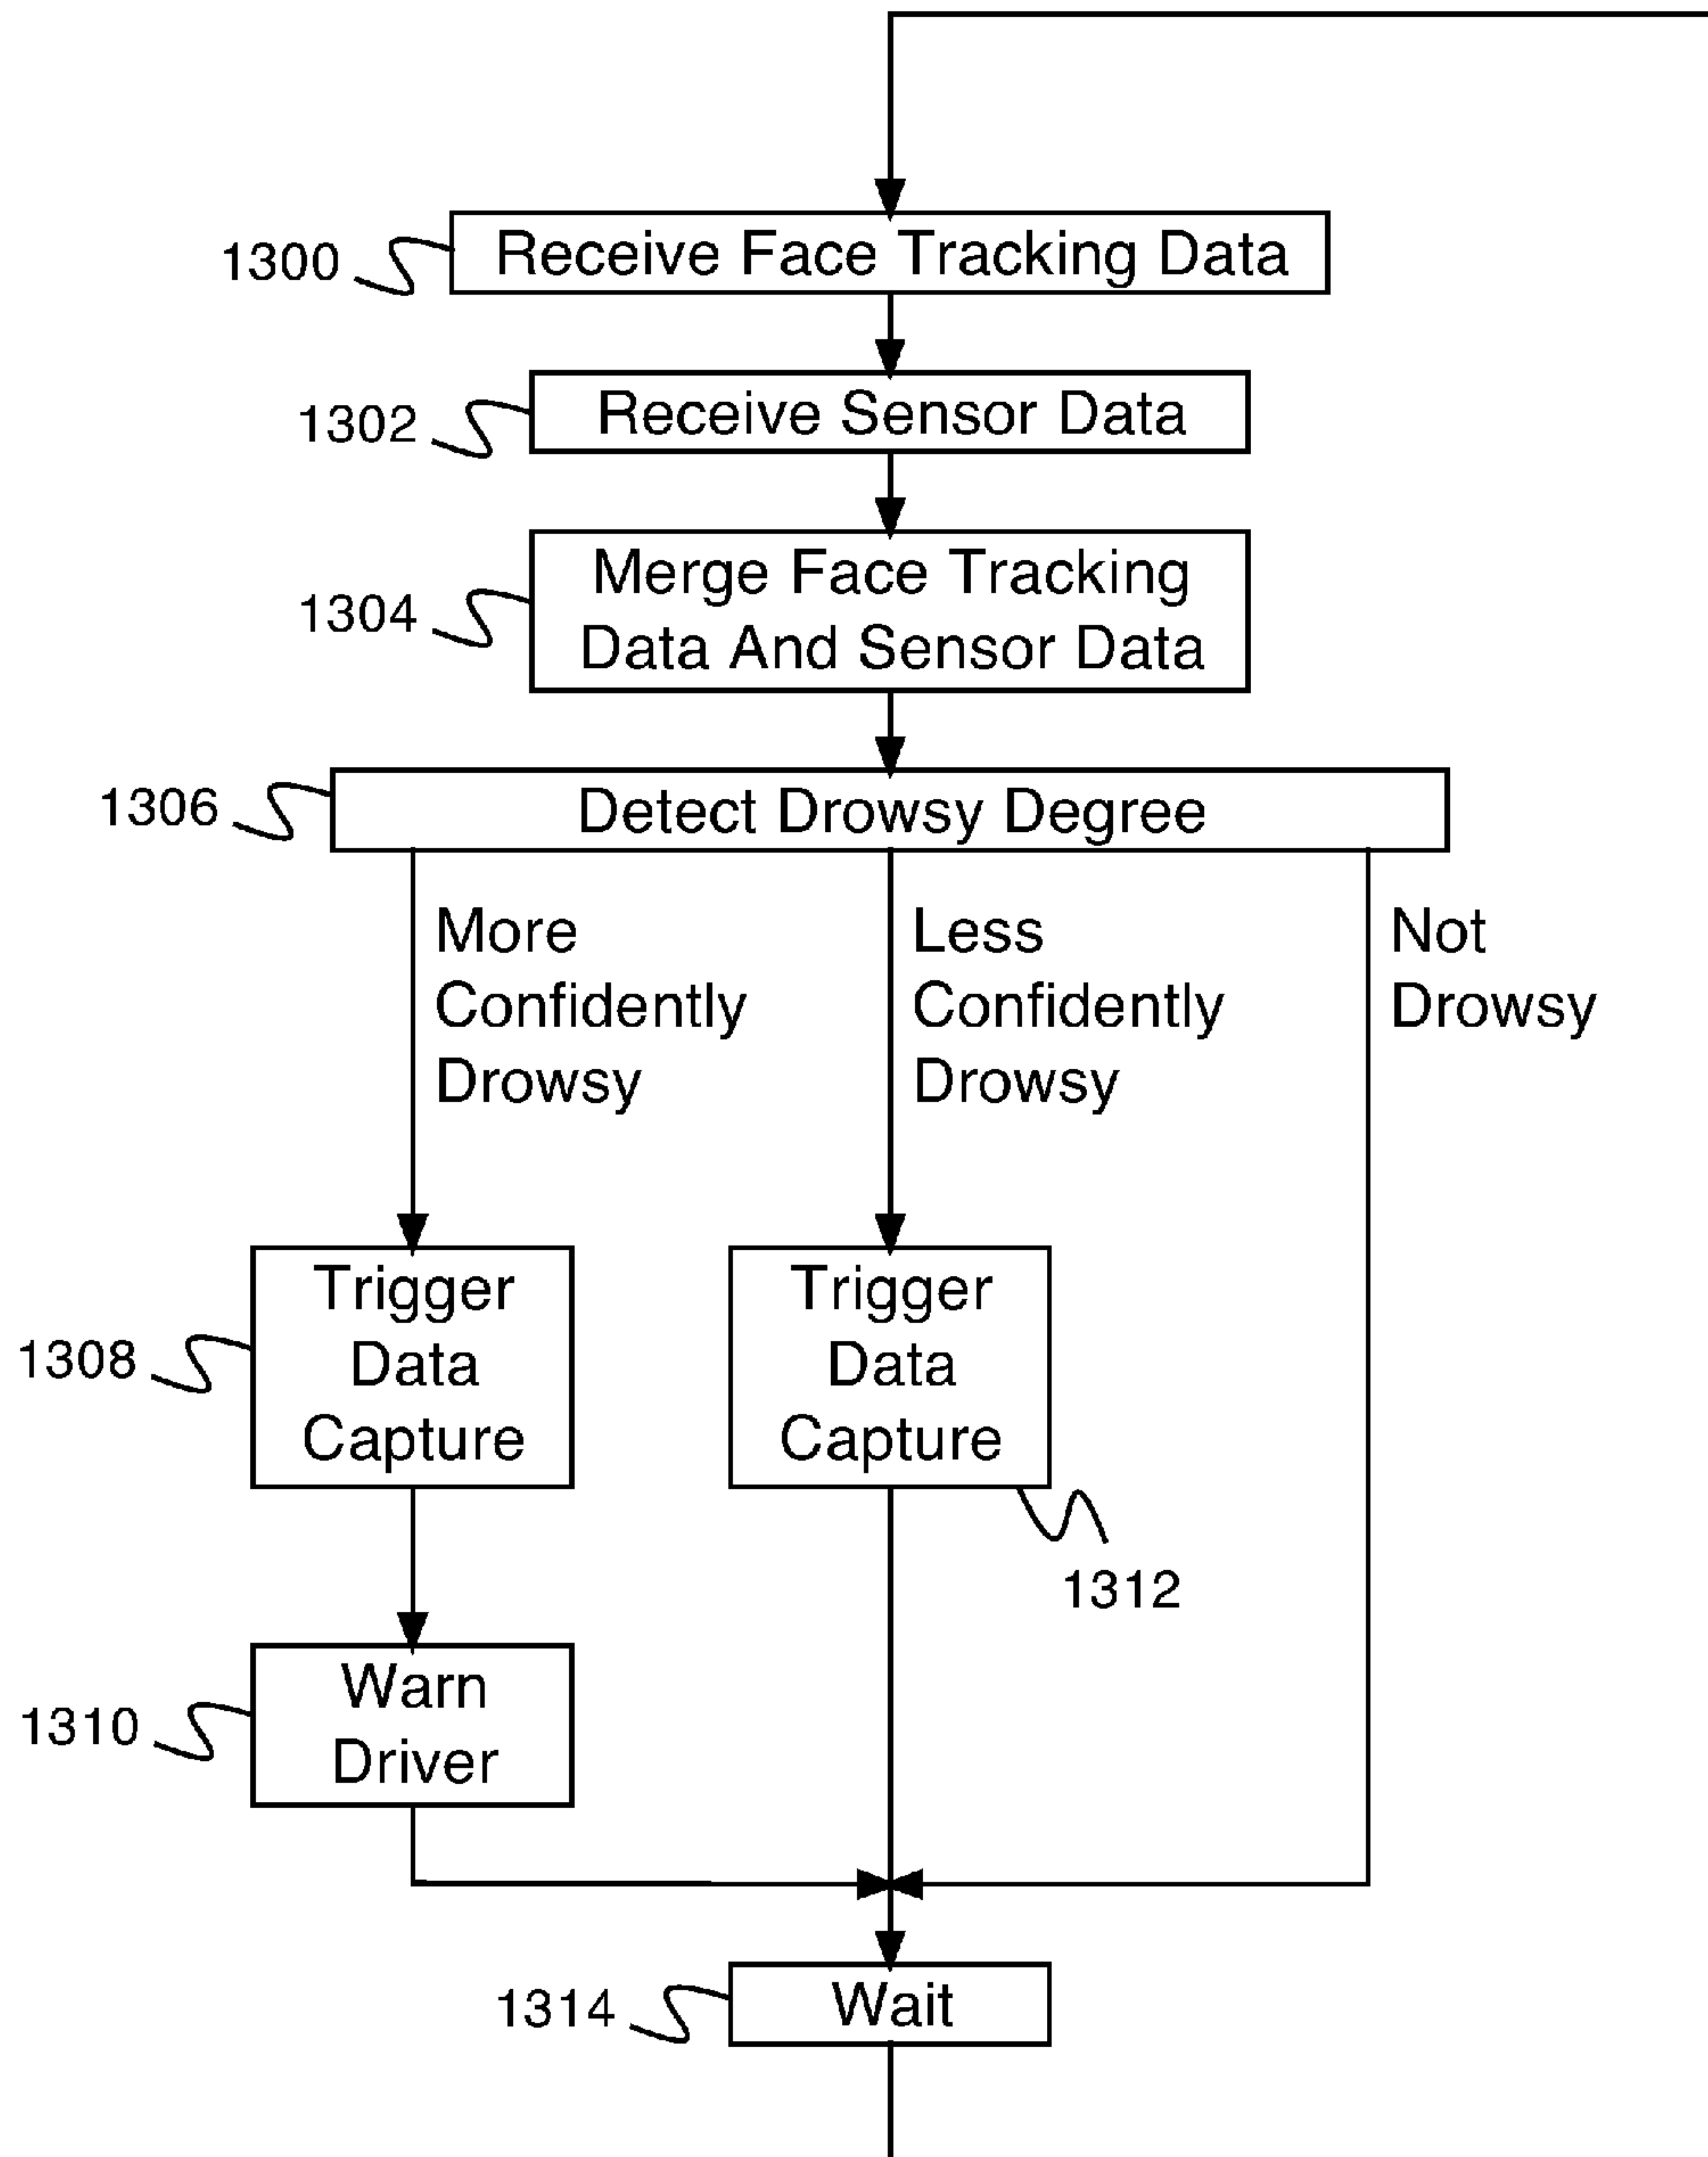 1300
Receive Face Tracking Data
1302
Receive Sensor Data
1304
Merge Face Tracking
Data And Sensor Data
1306
Detect Drowsy Degree
More
Confidently
Drowsy
Less
Confidently
Drowsy
Not
Drowsy
1308
Trigger
Data
Capture
Trigger
Data
Capture
1312
1310
Warn
Driver
1314
Wait